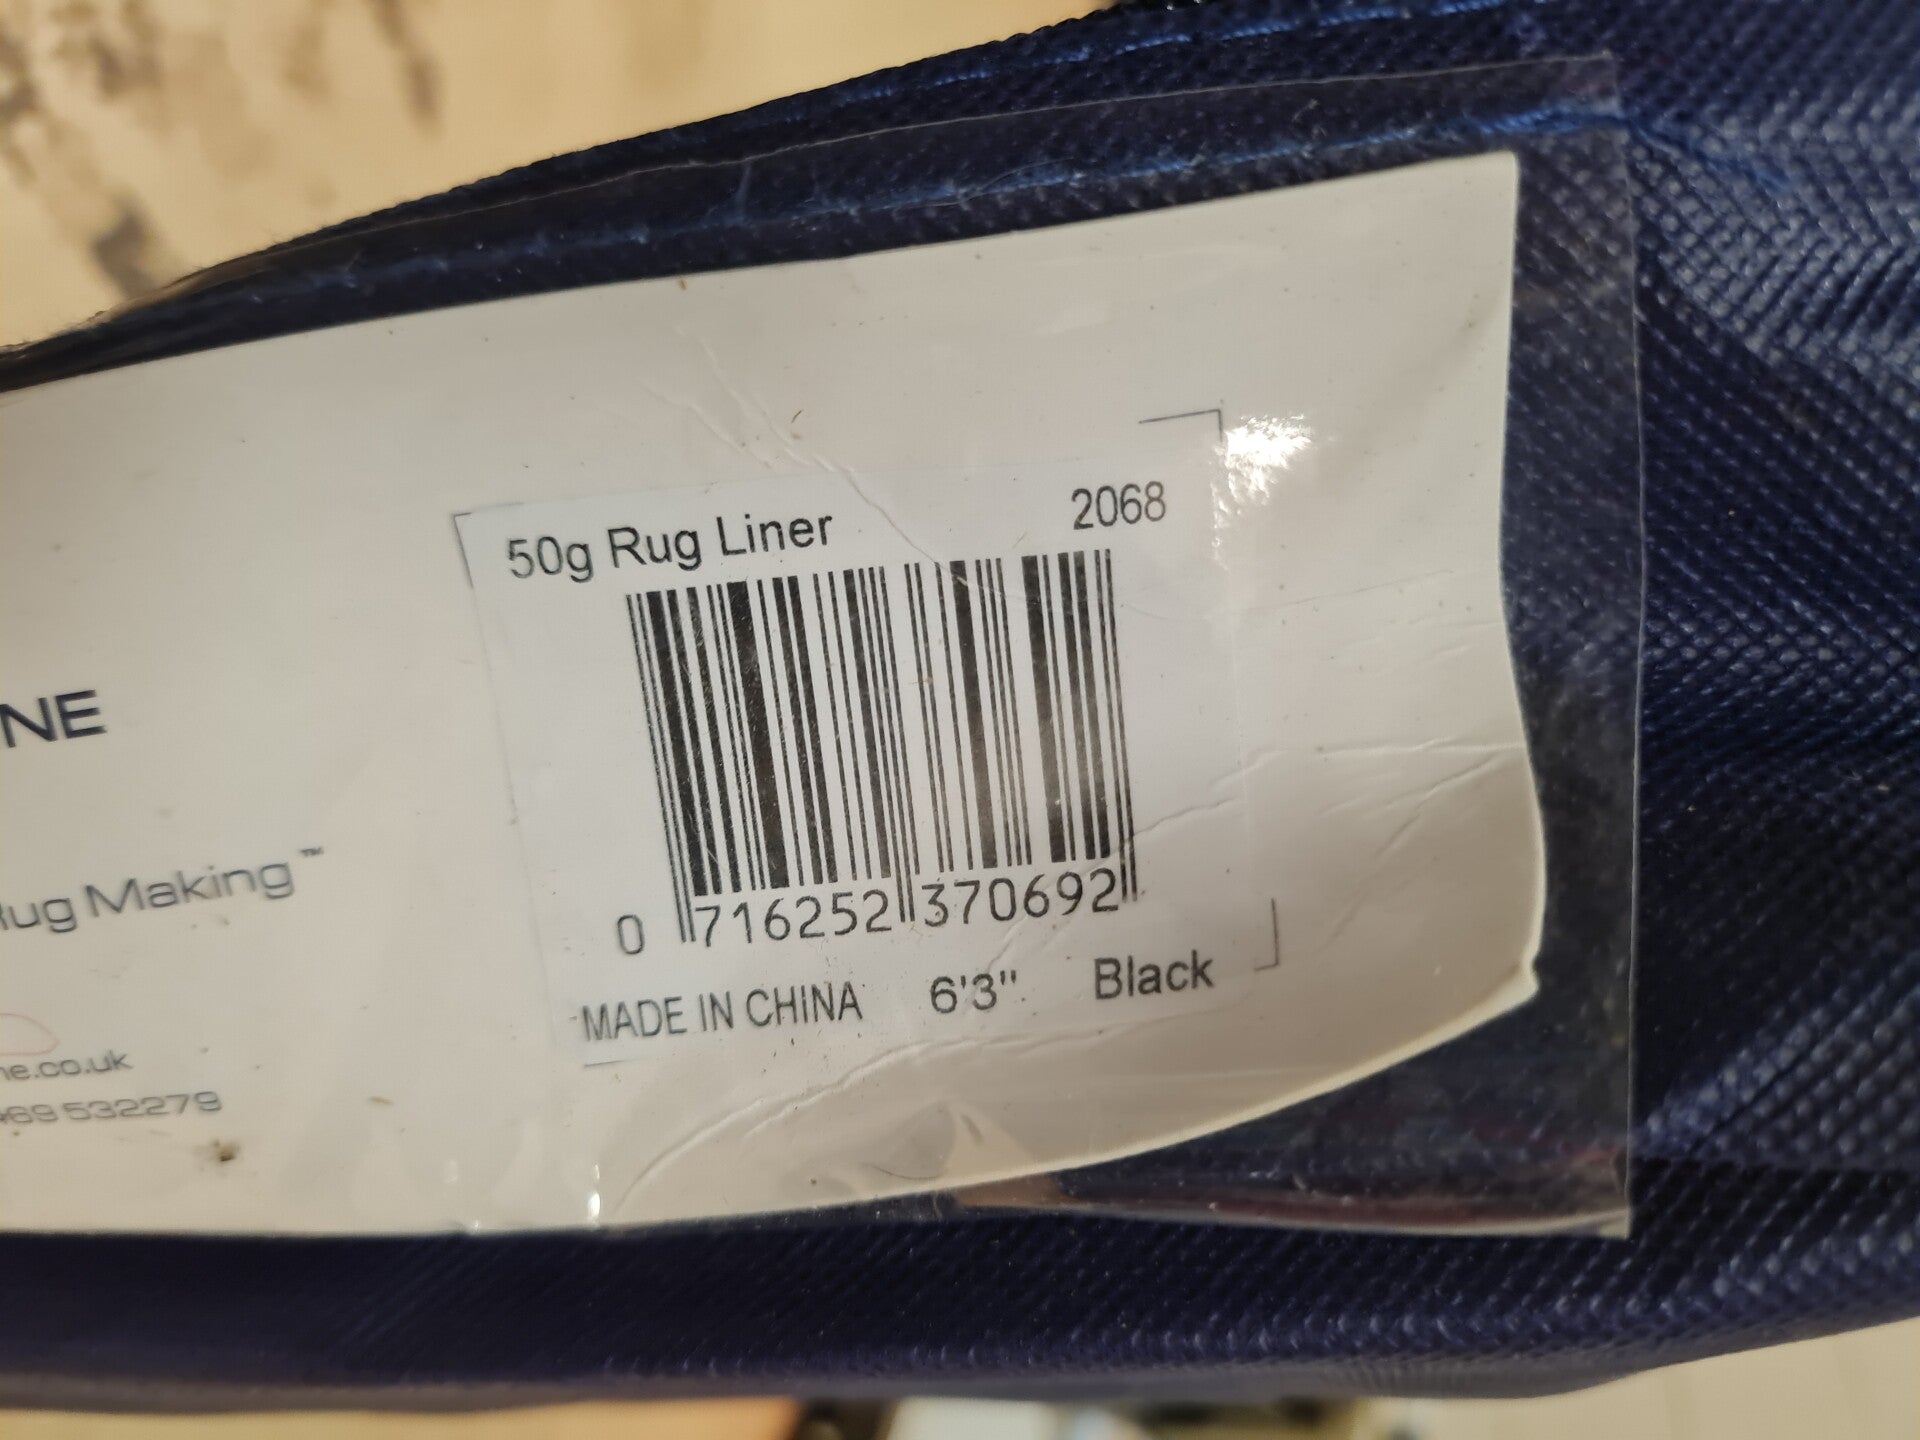 50g Rug Liner 2068
0 716252 370692
MADE IN CHINA 6'3" Black
NE
Rug Making™
ne.co.uk
469 532279